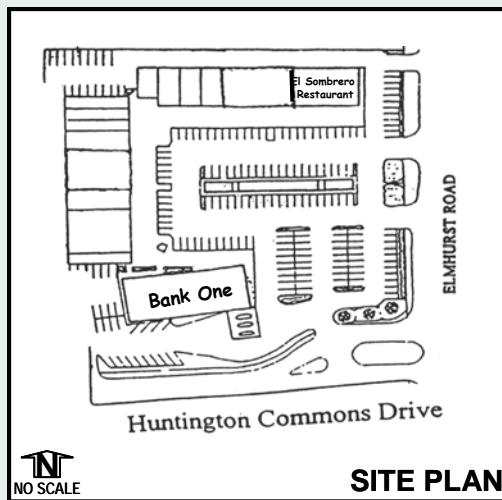 El Sombrero
Restaurant
ELMHURST ROAD
Bank One
Huntington Commons Drive
N
NO SCALE
SITE PLAN